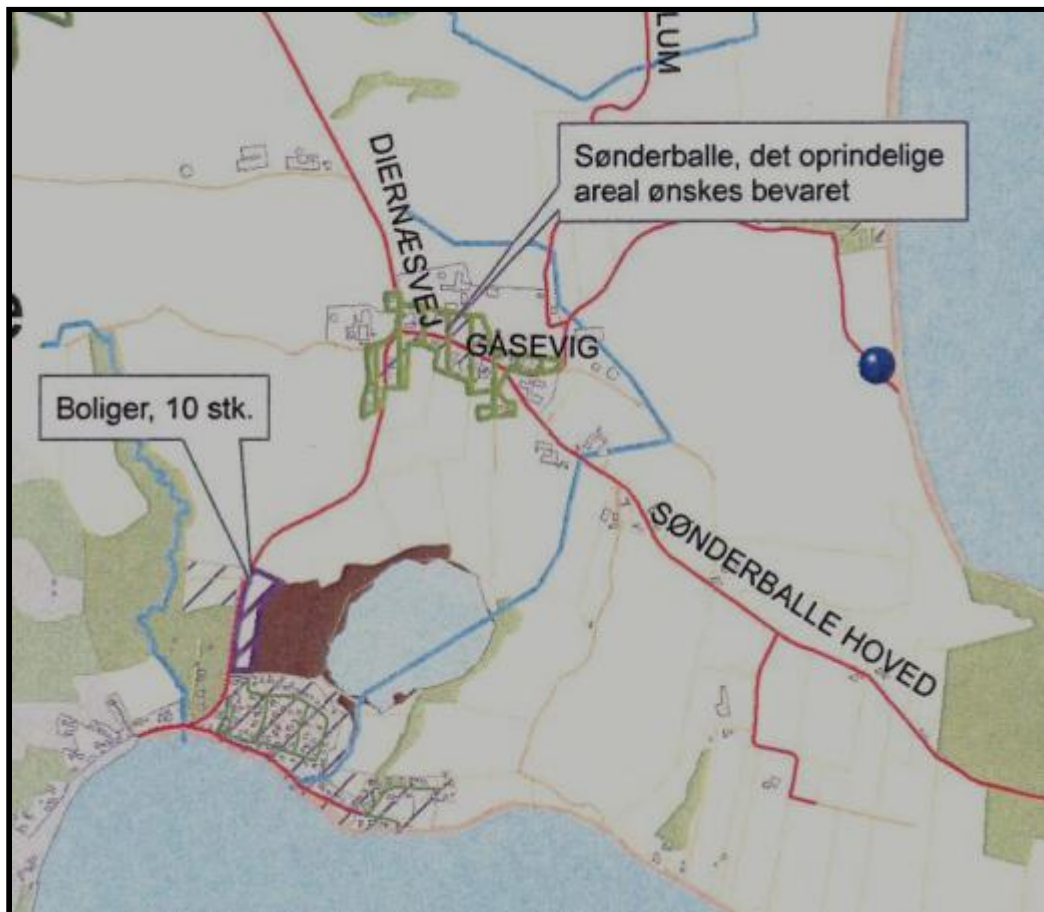 LUM
Sønderballe, det oprindelige
areal ønskes bevaret
DIERNÆSVEJ
GÅSEVIG
Boliger, 10 stk.
SØNDERBALLE HOVED